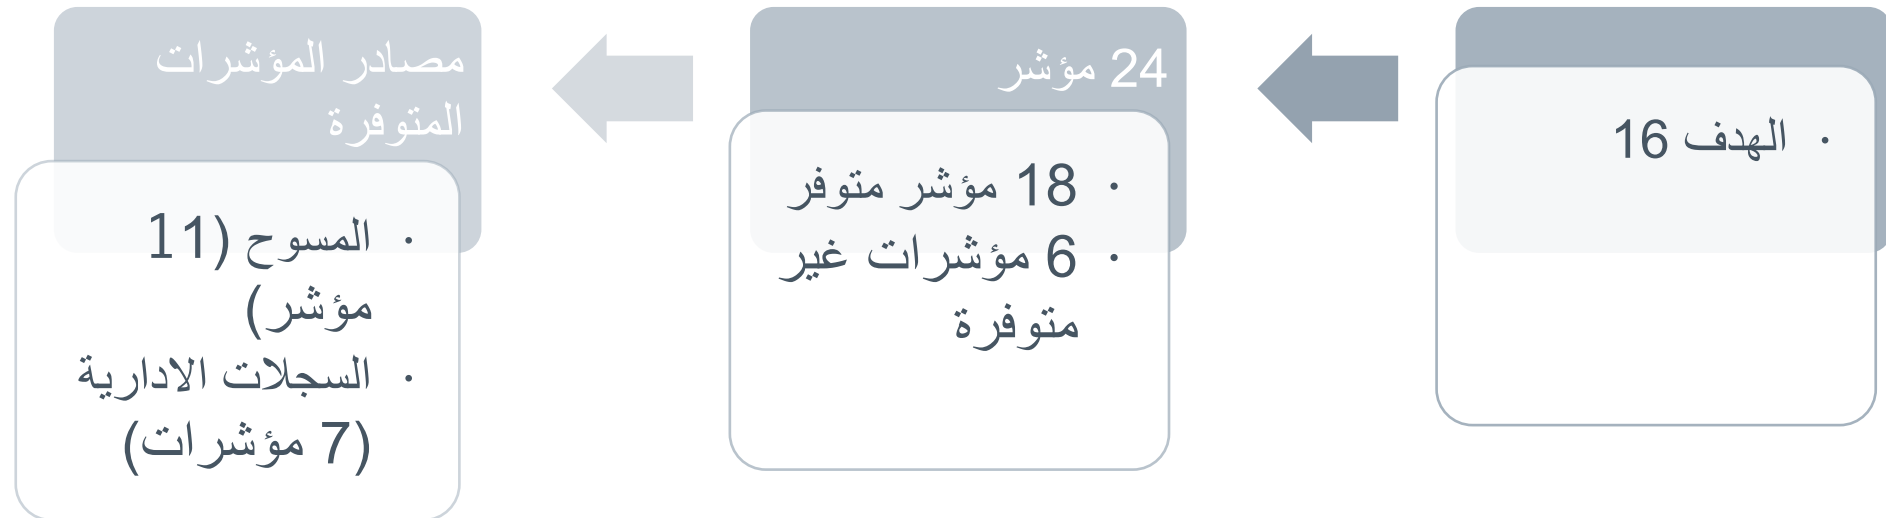 · الهدف 16
24 مؤشر
· 18 مؤشر متوفر
· 6 مؤشرات غير
متوفرة
مصادر المؤشرات
المتوفرة
· المسوح (11
مؤشر)
· السجلات الادارية
(7 مؤشرات)